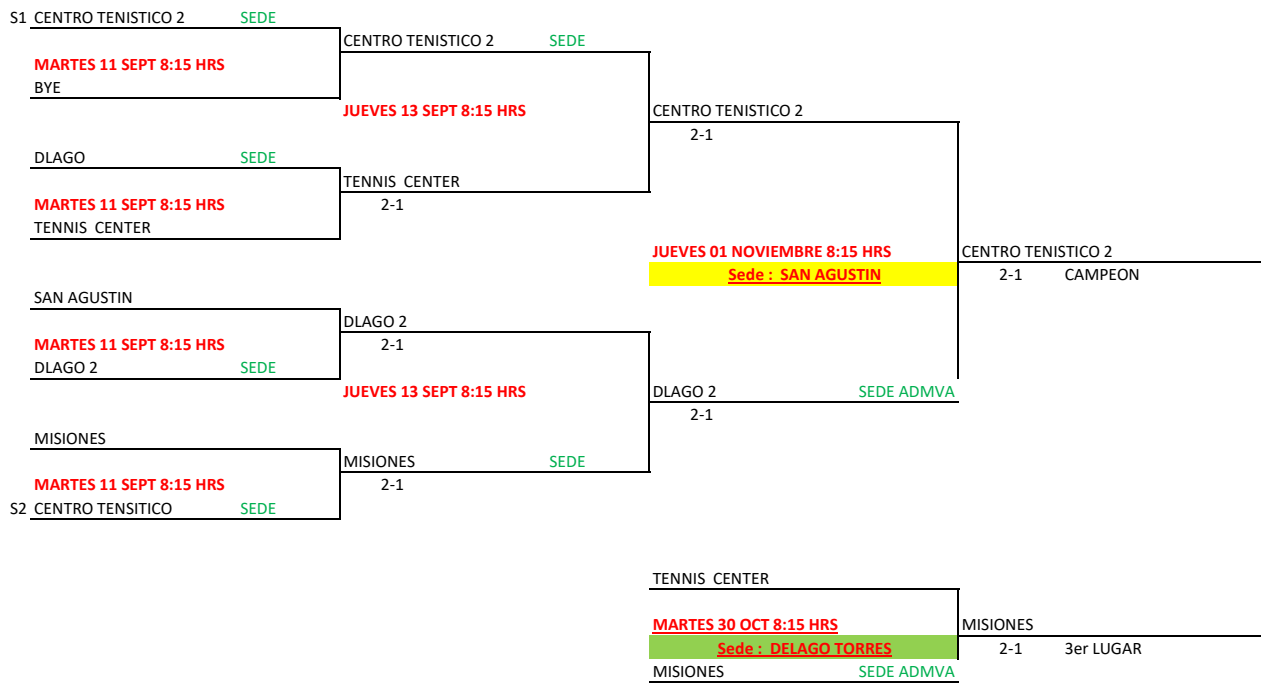 S1 CENTRO TENISTICO 2 SEDE
CENTRO TENISTICO 2 SEDE
MARTES 11 SEPT 8:15 HRS
BYE
JUEVES 13 SEPT 8:15 HRS
CENTRO TENISTICO 2
2-1
DLAGO SEDE
TENNIS CENTER
MARTES 11 SEPT 8:15 HRS
2-1
TENNIS CENTER
JUEVES 01 NOVIEMBRE 8:15 HRS
CENTRO TENISTICO 2
Sede : SAN AGUSTIN
2-1 CAMPEON
SAN AGUSTIN
DLAGO 2
MARTES 11 SEPT 8:15 HRS
2-1
DLAGO 2 SEDE
JUEVES 13 SEPT 8:15 HRS
DLAGO 2 SEDE ADMVA
2-1
MISIONES
MISIONES SEDE
MARTES 11 SEPT 8:15 HRS
2-1
S2 CENTRO TENSITICO SEDE
TENNIS CENTER
MARTES 30 OCT 8:15 HRS
MISIONES
Sede : DELAGO TORRES
2-1 3er LUGAR
MISIONES SEDE ADMVA